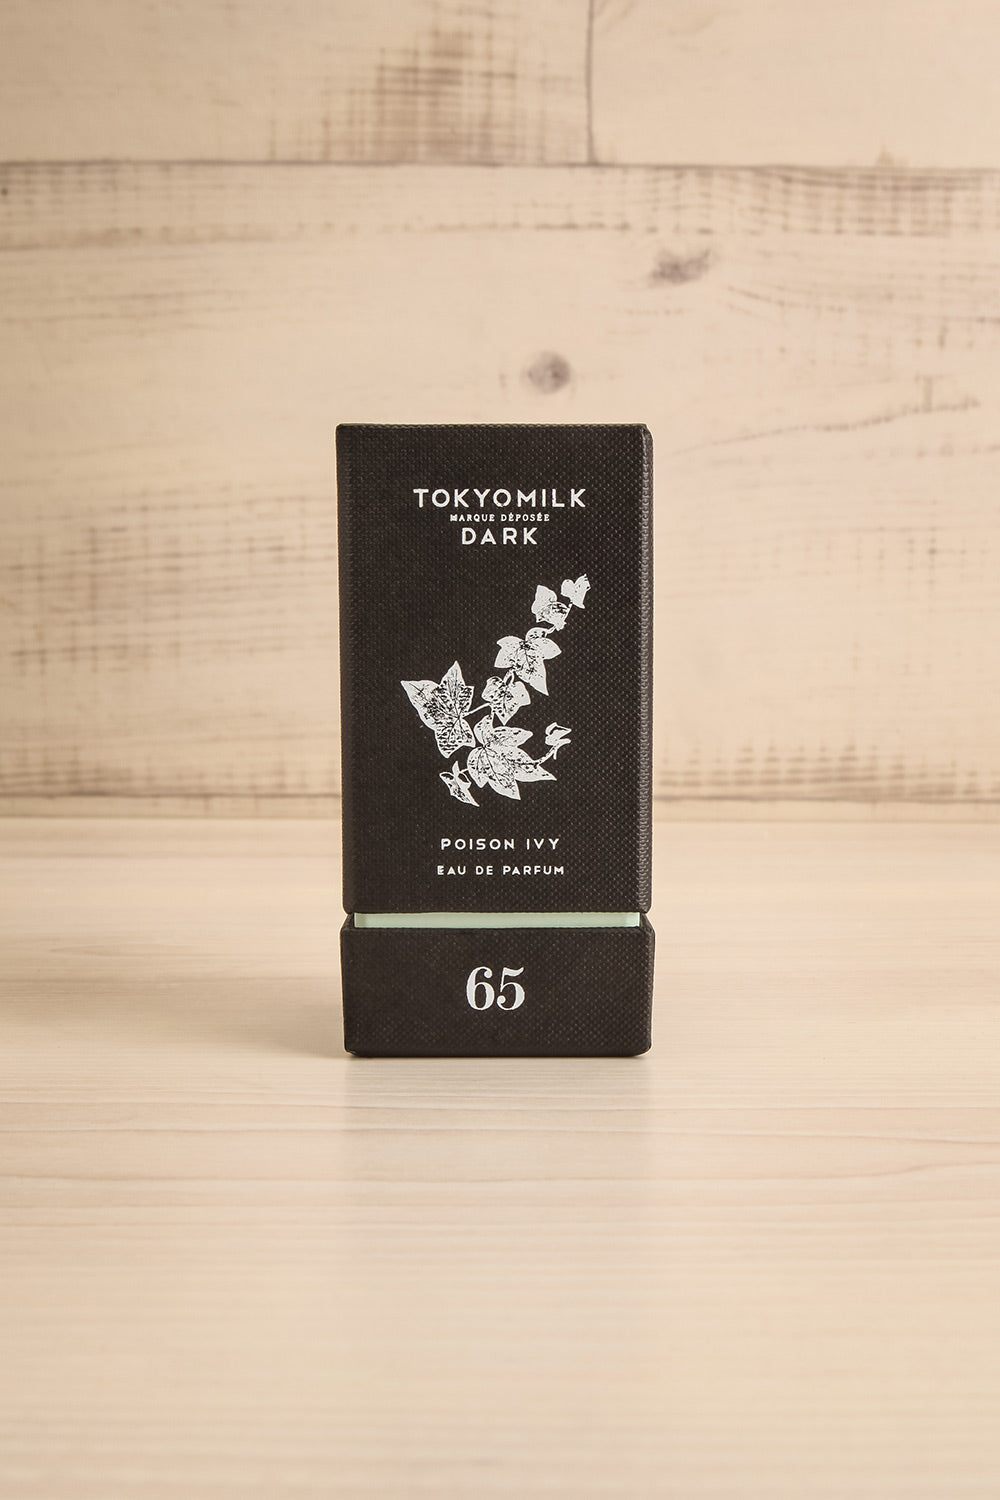 TOKYOMILK
MARQUE DÉPOSÉE
DARK
POISON IVY
EAU DE PARFUM
65